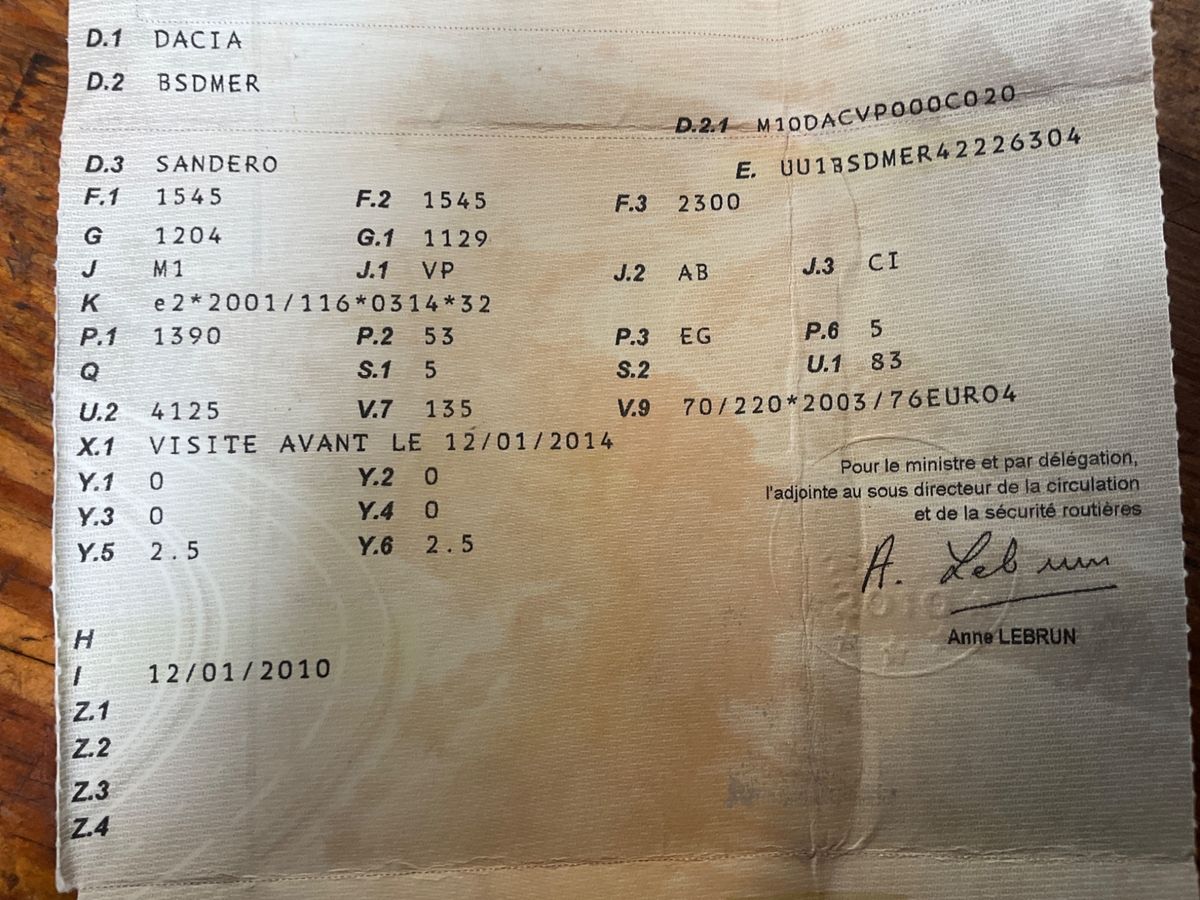 D.1 DACIA
D.2 BSDMER
D.2.1 M10DACVP000C020
D.3 SANDERO E. UU1BSDMER42226304
F.1 1545 F.2 1545 F.3 2300
G 1204 G.1 1129
J M1 J.1 VP J.2 AB J.3 CI
K e2*2001/116*0314*32
P.1 1390 P.2 53 P.3 EG P.6 5
Q S.1 5 S.2 U.1 83
U.2 4125 V.7 135 V.9 70/220*2003/76EURO4
X.1 VISITE AVANT LE 12/01/2014
Y.1 0 Y.2 0
Y.3 0 Y.4 0
Y.5 2.5 Y.6 2.5
Pour le ministre et par délégation,
l'adjointe au sous directeur de la circulation
et de la sécurité routières
A. Lebrun
2010
Anne LEBRUN
H
I 12/01/2010
Z.1
Z.2
Z.3
Z.4